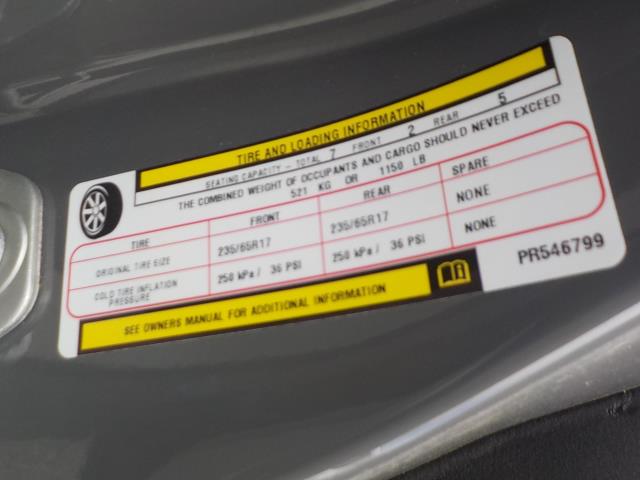 TIRE AND LOADING INFORMATION
SEATING CAPACITY - TOTAL 7 FRONT 2 REAR 5
THE COMBINED WEIGHT OF OCCUPANTS AND CARGO SHOULD NEVER EXCEED
521 KG OR 1150 LB
TIRE FRONT REAR SPARE
ORIGINAL TIRE SIZE 235/65R17 235/65R17 NONE
COLD TIRE INFLATION PRESSURE 250 kPa / 36 PSI 250 kPa / 36 PSI NONE
SEE OWNERS MANUAL FOR ADDITIONAL INFORMATION
PR546799